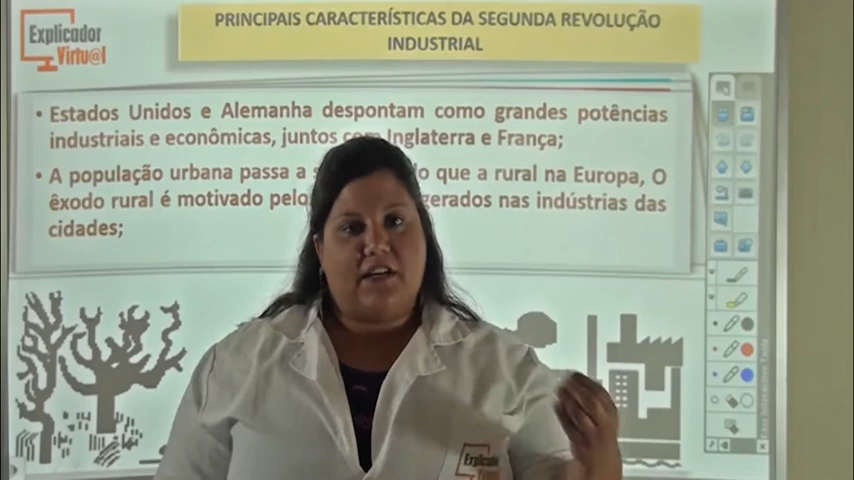 Explicador
Virtu@l
PRINCIPAIS CARACTERÍSTICAS DA SEGUNDA REVOLUÇÃO
INDUSTRIAL
• Estados Unidos e Alemanha despontam como grandes potências
industriais e econômicas, juntos com Inglaterra e França;
• A população urbana passa a que a rural na Europa, O
êxodo rural é motivado gerados nas indústrias das
cidades;
Explicador